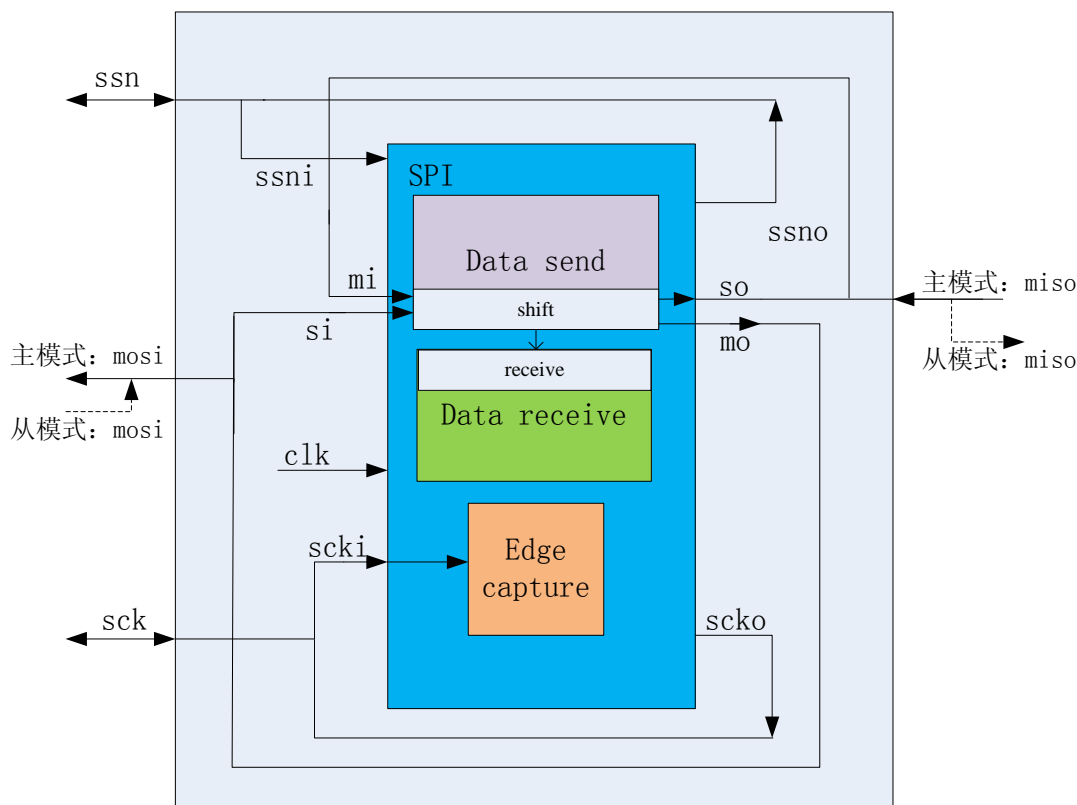 ssn
ssni
SPI
ssno
Data send
mi
so
主模式：miso
shift
si
mo
主模式：mosi
从模式：miso
receive
从模式：mosi
Data receive
clk
scki
Edge
capture
sck
scko